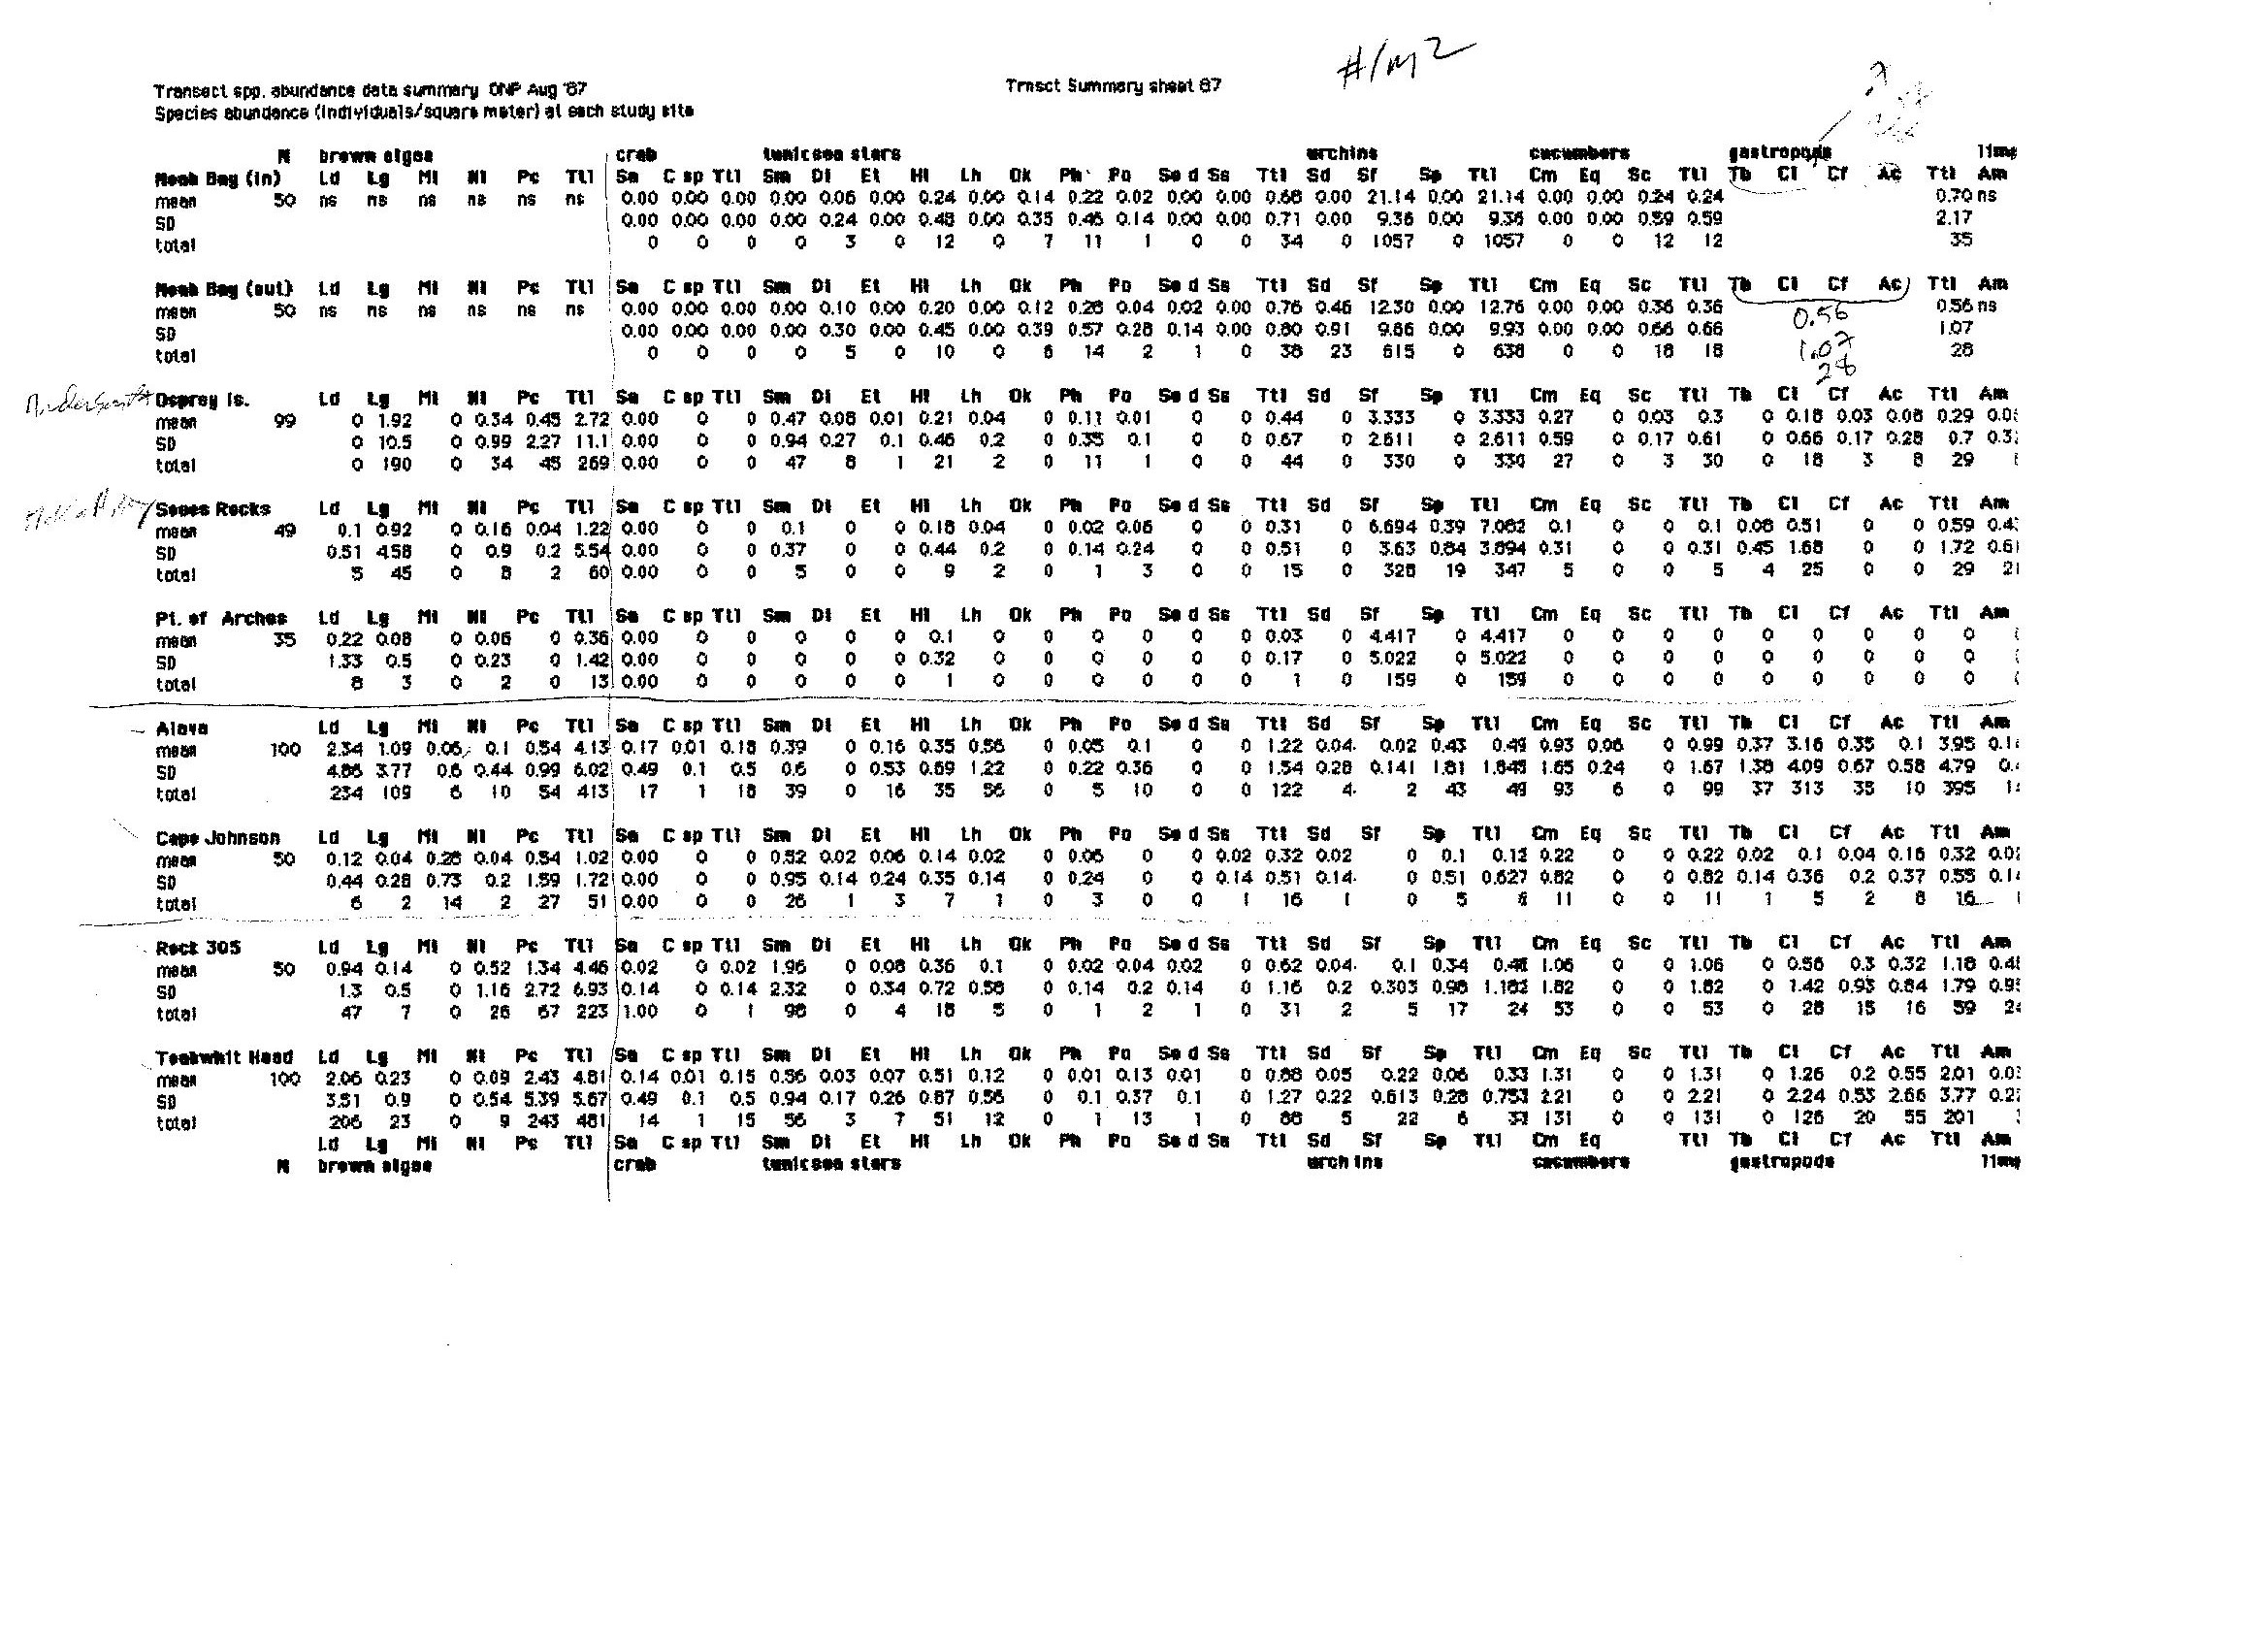 #/m2
Transect spp. abundance data summary ONP Aug '87 Trnsct Summary sheet 87
Species abundance (individuals/square meter) at each study site
N brown algae crab tunic sea stars urchins cucumbers gastropods
Neah Bay (in) Ld Lg Mi Nl Pc Ttl Sa C sp Ttl Sm Di Et Hl Lh Ok Ph Po Se d Ss Ttl Sd Sf Sp Ttl Cm Eq Sc Ttl Tb Cl Cf Ac Ttl Am
mean 50 ns ns ns ns ns ns 0.00 0.00 0.00 0.00 0.06 0.00 0.24 0.00 0.14 0.22 0.02 0.00 0.00 0.68 0.00 21.14 0.00 21.14 0.00 0.00 0.24 0.24 0.70 ns
SD 0.00 0.00 0.00 0.00 0.24 0.00 0.48 0.00 0.35 0.46 0.14 0.00 0.00 0.71 0.00 9.36 0.00 9.36 0.00 0.00 0.59 0.59 2.17
total 0 0 0 0 3 0 12 0 7 11 1 0 0 34 0 1057 0 1057 0 0 12 12 35
Neah Bay (out) Ld Lg Mi Nl Pc Ttl Sa C sp Ttl Sm Di Et Hl Lh Ok Ph Po Se d Ss Ttl Sd Sf Sp Ttl Cm Eq Sc Ttl Tb Cl Cf Ac Ttl Am
mean 50 ns ns ns ns ns ns 0.00 0.00 0.00 0.00 0.10 0.00 0.20 0.00 0.12 0.28 0.04 0.02 0.00 0.76 0.46 12.30 0.00 12.76 0.00 0.00 0.36 0.36 0.56 0.56 ns
SD 0.00 0.00 0.00 0.00 0.30 0.00 0.45 0.00 0.39 0.57 0.28 0.14 0.00 0.80 0.91 9.86 0.00 9.93 0.00 0.00 0.66 0.66 1.07 1.07
total 0 0 0 0 5 0 10 0 6 14 2 1 0 38 23 615 0 638 0 0 18 18 28 28
Osprey Is. Ld Lg Mi Nl Pc Ttl Sa C sp Ttl Sm Di Et Hl Lh Ok Ph Po Se d Ss Ttl Sd Sf Sp Ttl Cm Eq Sc Ttl Tb Cl Cf Ac Ttl Am
mean 99 0 1.92 0 0.34 0.45 2.72 0.00 0 0 0.47 0.08 0.01 0.21 0.04 0 0.11 0.01 0 0 0.44 0 3.333 0 3.333 0.27 0 0.03 0.3 0 0.18 0.03 0.08 0.29
SD 0 10.5 0 0.99 2.27 11.1 0.00 0 0 0.94 0.27 0.1 0.46 0.2 0 0.35 0.1 0 0 0.67 0 2.611 0 2.611 0.59 0 0.17 0.61 0 0.66 0.17 0.28 0.7
total 0 190 0 34 45 269 0.00 0 0 47 8 1 21 2 0 11 1 0 0 44 0 330 0 330 27 0 3 30 0 18 3 8 29
Seues Rocks Ld Lg Mi Nl Pc Ttl Sa C sp Ttl Sm Di Et Hl Lh Ok Ph Po Se d Ss Ttl Sd Sf Sp Ttl Cm Eq Sc Ttl Tb Cl Cf Ac Ttl Am
mean 49 0.1 0.92 0 0.16 0.04 1.22 0.00 0 0 0.1 0 0 0.18 0.04 0 0.02 0.06 0 0 0.31 0 6.694 0.39 7.082 0.1 0 0 0.1 0.08 0.51 0 0 0.59
SD 0.51 4.58 0 0.9 0.2 5.54 0.00 0 0 0.37 0 0 0.44 0.2 0 0.14 0.24 0 0 0.51 0 3.63 0.84 3.894 0.31 0 0 0.31 0.45 1.68 0 0 1.72
total 5 45 0 8 2 60 0.00 0 0 5 0 0 9 2 0 1 3 0 0 15 0 328 19 347 5 0 0 5 4 25 0 0 29
Pt. of Arches Ld Lg Mi Nl Pc Ttl Sa C sp Ttl Sm Di Et Hl Lh Ok Ph Po Se d Ss Ttl Sd Sf Sp Ttl Cm Eq Sc Ttl Tb Cl Cf Ac Ttl Am
mean 35 0.22 0.08 0 0.06 0 0.36 0.00 0 0 0 0 0 0.1 0 0 0 0 0 0 0.03 0 4.417 0 4.417 0 0 0 0 0 0 0 0 0
SD 1.33 0.5 0 0.23 0 1.42 0.00 0 0 0 0 0 0.32 0 0 0 0 0 0 0.17 0 5.022 0 5.022 0 0 0 0 0 0 0 0 0
total 8 3 0 2 0 13 0.00 0 0 0 0 0 1 0 0 0 0 0 0 1 0 159 0 159 0 0 0 0 0 0 0 0 0
Alava Ld Lg Mi Nl Pc Ttl Sa C sp Ttl Sm Di Et Hl Lh Ok Ph Po Se d Ss Ttl Sd Sf Sp Ttl Cm Eq Sc Ttl Tb Cl Cf Ac Ttl Am
mean 100 2.34 1.09 0.06 0.1 0.54 4.13 0.17 0.01 0.18 0.39 0 0.16 0.35 0.56 0 0.05 0.1 0 0 1.22 0.04 0.02 0.43 0.49 0.93 0.06 0 0.99 0.37 3.16 0.35 0.1 3.95
SD 4.86 3.77 0.6 0.44 0.99 6.02 0.49 0.1 0.5 0.6 0 0.53 0.69 1.22 0 0.22 0.36 0 0 1.54 0.28 0.141 1.81 1.845 1.65 0.24 0 1.67 1.38 4.09 0.67 0.58 4.79
total 234 109 6 10 54 413 17 1 18 39 0 16 35 56 0 5 10 0 0 122 4 2 43 49 93 6 0 99 37 313 35 10 395
Cape Johnson Ld Lg Mi Nl Pc Ttl Sa C sp Ttl Sm Di Et Hl Lh Ok Ph Po Se d Ss Ttl Sd Sf Sp Ttl Cm Eq Sc Ttl Tb Cl Cf Ac Ttl Am
mean 50 0.12 0.04 0.28 0.04 0.54 1.02 0.00 0 0 0.52 0.02 0.06 0.14 0.02 0 0.06 0 0 0.02 0.32 0.02 0 0.1 0.12 0.22 0 0 0.22 0.02 0.1 0.04 0.16 0.32
SD 0.44 0.28 0.73 0.2 1.59 1.72 0.00 0 0 0.95 0.14 0.24 0.35 0.14 0 0.24 0 0 0.14 0.51 0.14 0 0.51 0.627 0.82 0 0 0.82 0.14 0.36 0.2 0.37 0.55
total 6 2 14 2 27 51 0.00 0 0 26 1 3 7 1 0 3 0 0 1 16 1 0 5 6 11 0 0 11 1 5 2 8 16
Rock 305 Ld Lg Mi Nl Pc Ttl Sa C sp Ttl Sm Di Et Hl Lh Ok Ph Po Se d Ss Ttl Sd Sf Sp Ttl Cm Eq Sc Ttl Tb Cl Cf Ac Ttl Am
mean 50 0.94 0.14 0 0.52 1.34 4.46 0.02 0 0.02 1.96 0 0.08 0.36 0.1 0 0.02 0.04 0.02 0 0.62 0.04 0.1 0.34 0.48 1.06 0 0 1.06 0 0.56 0.3 0.32 1.18
SD 1.3 0.5 0 1.16 2.72 6.93 0.14 0 0.14 2.32 0 0.34 0.72 0.58 0 0.14 0.2 0.14 0 1.16 0.2 0.303 0.98 1.182 1.82 0 0 1.82 0 1.42 0.93 0.84 1.79
total 47 7 0 26 67 223 1.00 0 1 98 0 4 18 5 0 1 2 1 0 31 2 5 17 24 53 0 0 53 0 28 15 16 59
Teahwhit Head Ld Lg Mi Nl Pc Ttl Sa C sp Ttl Sm Di Et Hl Lh Ok Ph Po Se d Ss Ttl Sd Sf Sp Ttl Cm Eq Sc Ttl Tb Cl Cf Ac Ttl Am
mean 100 2.06 0.23 0 0.09 2.43 4.81 0.14 0.01 0.15 0.56 0.03 0.07 0.51 0.12 0 0.01 0.13 0.01 0 0.88 0.05 0.22 0.06 0.33 1.31 0 0 1.31 0 1.26 0.2 0.55 2.01
SD 3.51 0.9 0 0.54 5.39 5.67 0.49 0.1 0.5 0.94 0.17 0.26 0.87 0.56 0 0.1 0.37 0.1 0 1.27 0.22 0.613 0.28 0.753 2.21 0 0 2.21 0 2.24 0.53 2.66 3.77
total 206 23 0 9 243 481 14 1 15 56 3 7 51 12 0 1 13 1 0 88 5 22 6 33 131 0 0 131 0 126 20 55 201
Ld Lg Mi Nl Pc Ttl Sa C sp Ttl Sm Di Et Hl Lh Ok Ph Po Se d Ss Ttl Sd Sf Sp Ttl Cm Eq Ttl Tb Cl Cf Ac Ttl Am
N brown algae crab tunic sea stars urchins cucumbers gastropods